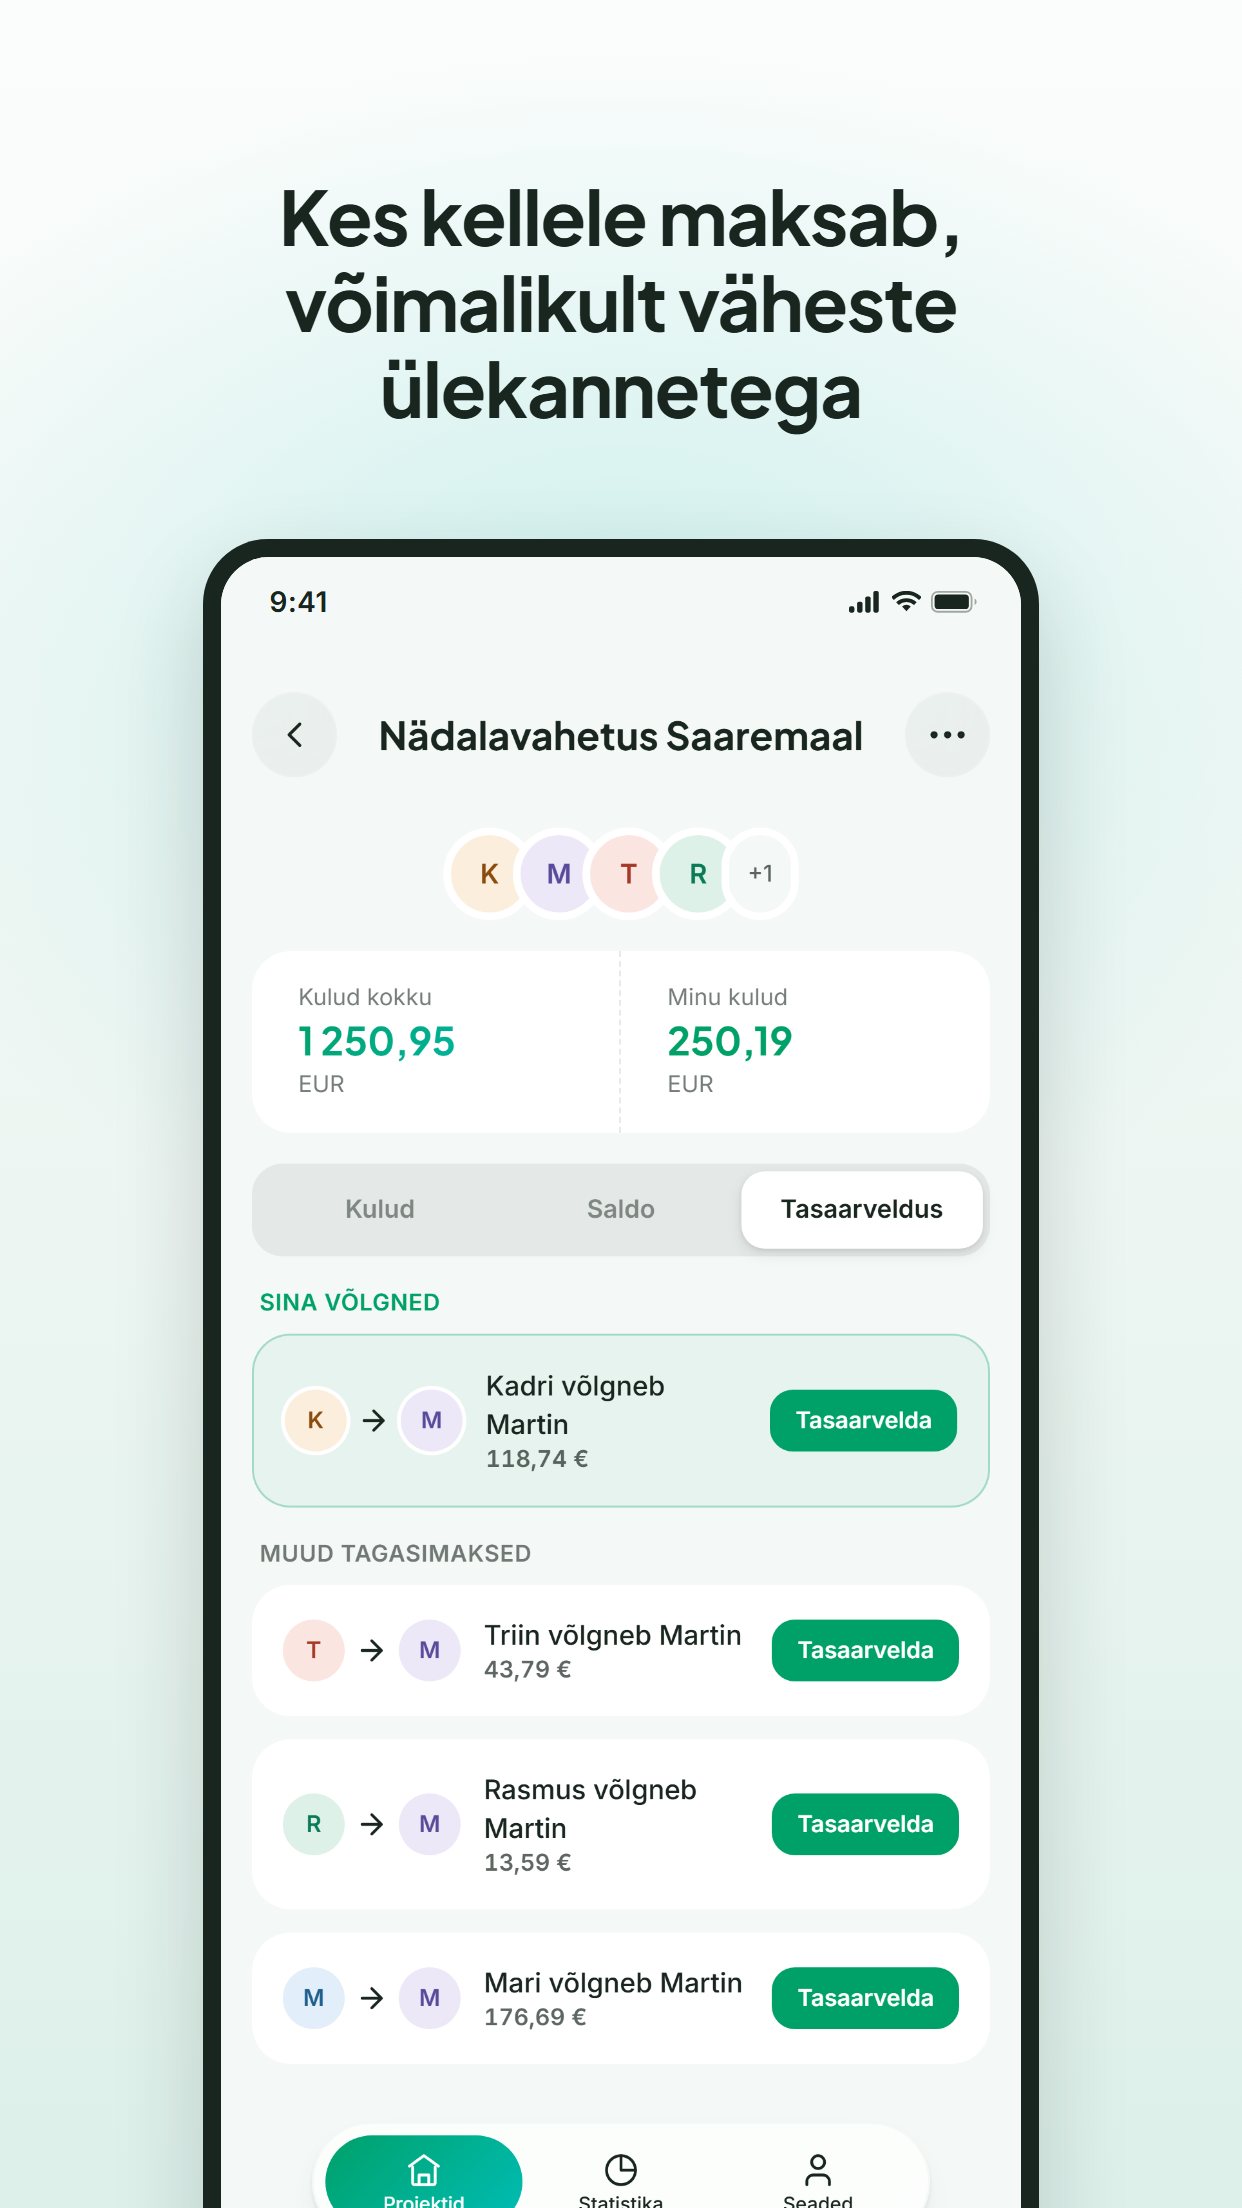 Kes kellele maksab,
võimalikult väheste
ülekannetega
9:41
Nädalavahetus Saaremaal
K M T R +1
Kulud kokku
1 250,95
EUR
Minu kulud
250,19
EUR
Kulud Saldo Tasaarveldus
SINA VÕLGNED
K → M
Kadri võlgneb
Martin
118,74 €
Tasaarvelda
MUUD TAGASIMAKSED
T → M
Triin võlgneb Martin
43,79 €
Tasaarvelda
R → M
Rasmus võlgneb
Martin
13,59 €
Tasaarvelda
M → M
Mari võlgneb Martin
176,69 €
Tasaarvelda
Projektid Statistika Seaded